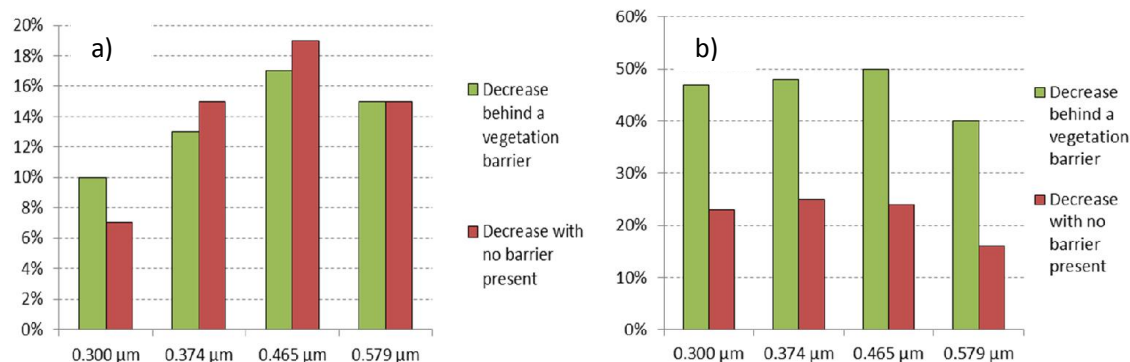 a)
20%
18%
16%
14%
12%
10%
8%
6%
4%
2%
0%
0.300 µm 0.374 µm 0.465 µm 0.579 µm
Decrease
behind a
vegetation
barrier
Decrease with
no barrier
present
b)
60%
50%
40%
30%
20%
10%
0%
0.300 µm 0.374 µm 0.465 µm 0.579 µm
Decrease
behind a
vegetation
barrier
Decrease
with no
barrier
present